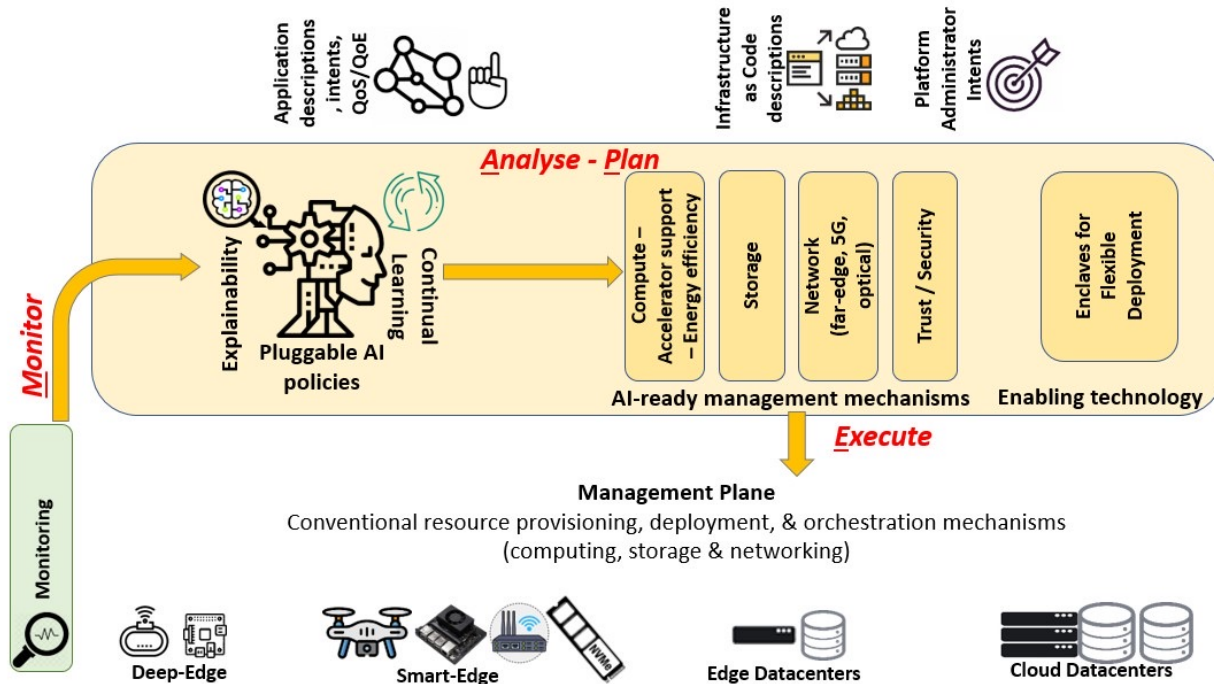 Application
descriptions
, intents,
QoS/QoE
Infrastructure
as Code
descriptions
Platform
Administrator
Intents
Analyse - Plan
Explainability
Continual
Learning
Pluggable AI
policies
Compute –
Accelerator support
– Energy efficiency
Storage
Network
(far-edge, 5G,
optical)
Trust / Security
Enclaves for
Flexible
Deployment
AI-ready management mechanisms
Enabling technology
Monitor
Execute
Monitoring
Management Plane
Conventional resource provisioning, deployment, & orchestration mechanisms
(computing, storage & networking)
NVMe
Deep-Edge
Smart-Edge
Edge Datacenters
Cloud Datacenters